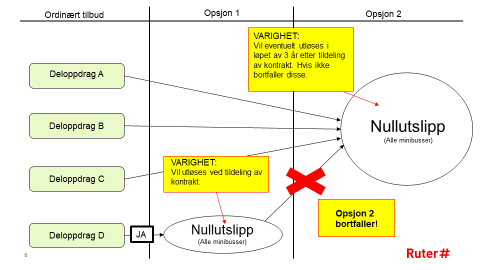 Ordinært tilbud
Opsjon 1
Opsjon 2
VARIGHET:
Vil eventuelt utløses i
løpet av 3 år etter tildeling
av kontrakt. Hvis ikke
bortfaller disse.
Deloppdrag A
Deloppdrag B
Nullutslipp
(Alle minibusser)
Deloppdrag C
VARIGHET:
Vil utløses ved tildeling av
kontrakt.
Opsjon 2
bortfaller!
Deloppdrag D
JA
Nullutslipp
(Alle minibusser)
Ruter#